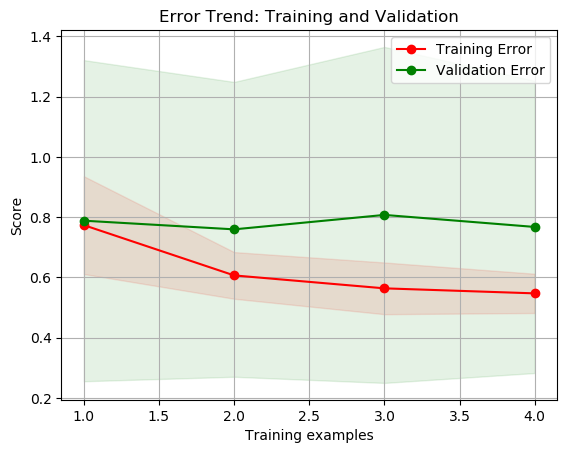 Error Trend: Training and Validation
Training Error
Validation Error
Score
1.4
1.2
1.0
0.8
0.6
0.4
0.2
1.0 1.5 2.0 2.5 3.0 3.5 4.0
Training examples